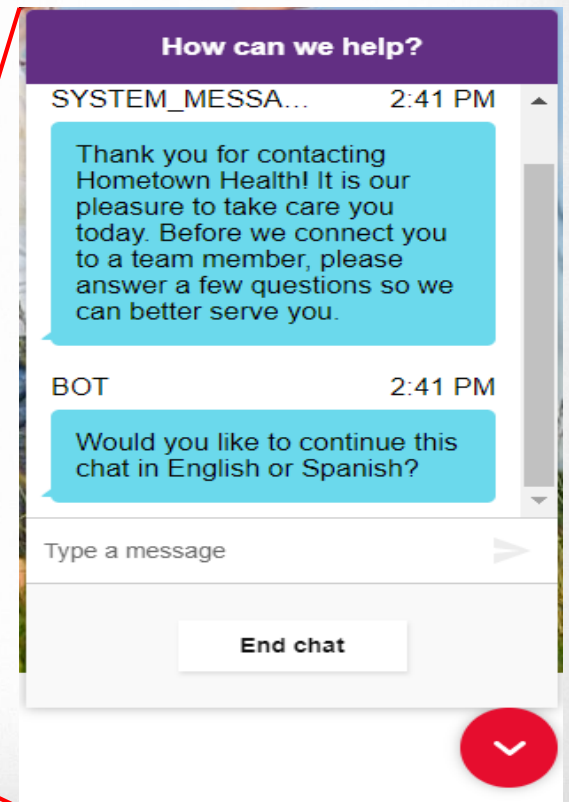 How can we help?
SYSTEM_MESSA... 2:41 PM
Thank you for contacting
Hometown Health! It is our
pleasure to take care you
today. Before we connect you
to a team member, please
answer a few questions so we
can better serve you.
BOT 2:41 PM
Would you like to continue this
chat in English or Spanish?
Type a message
End chat